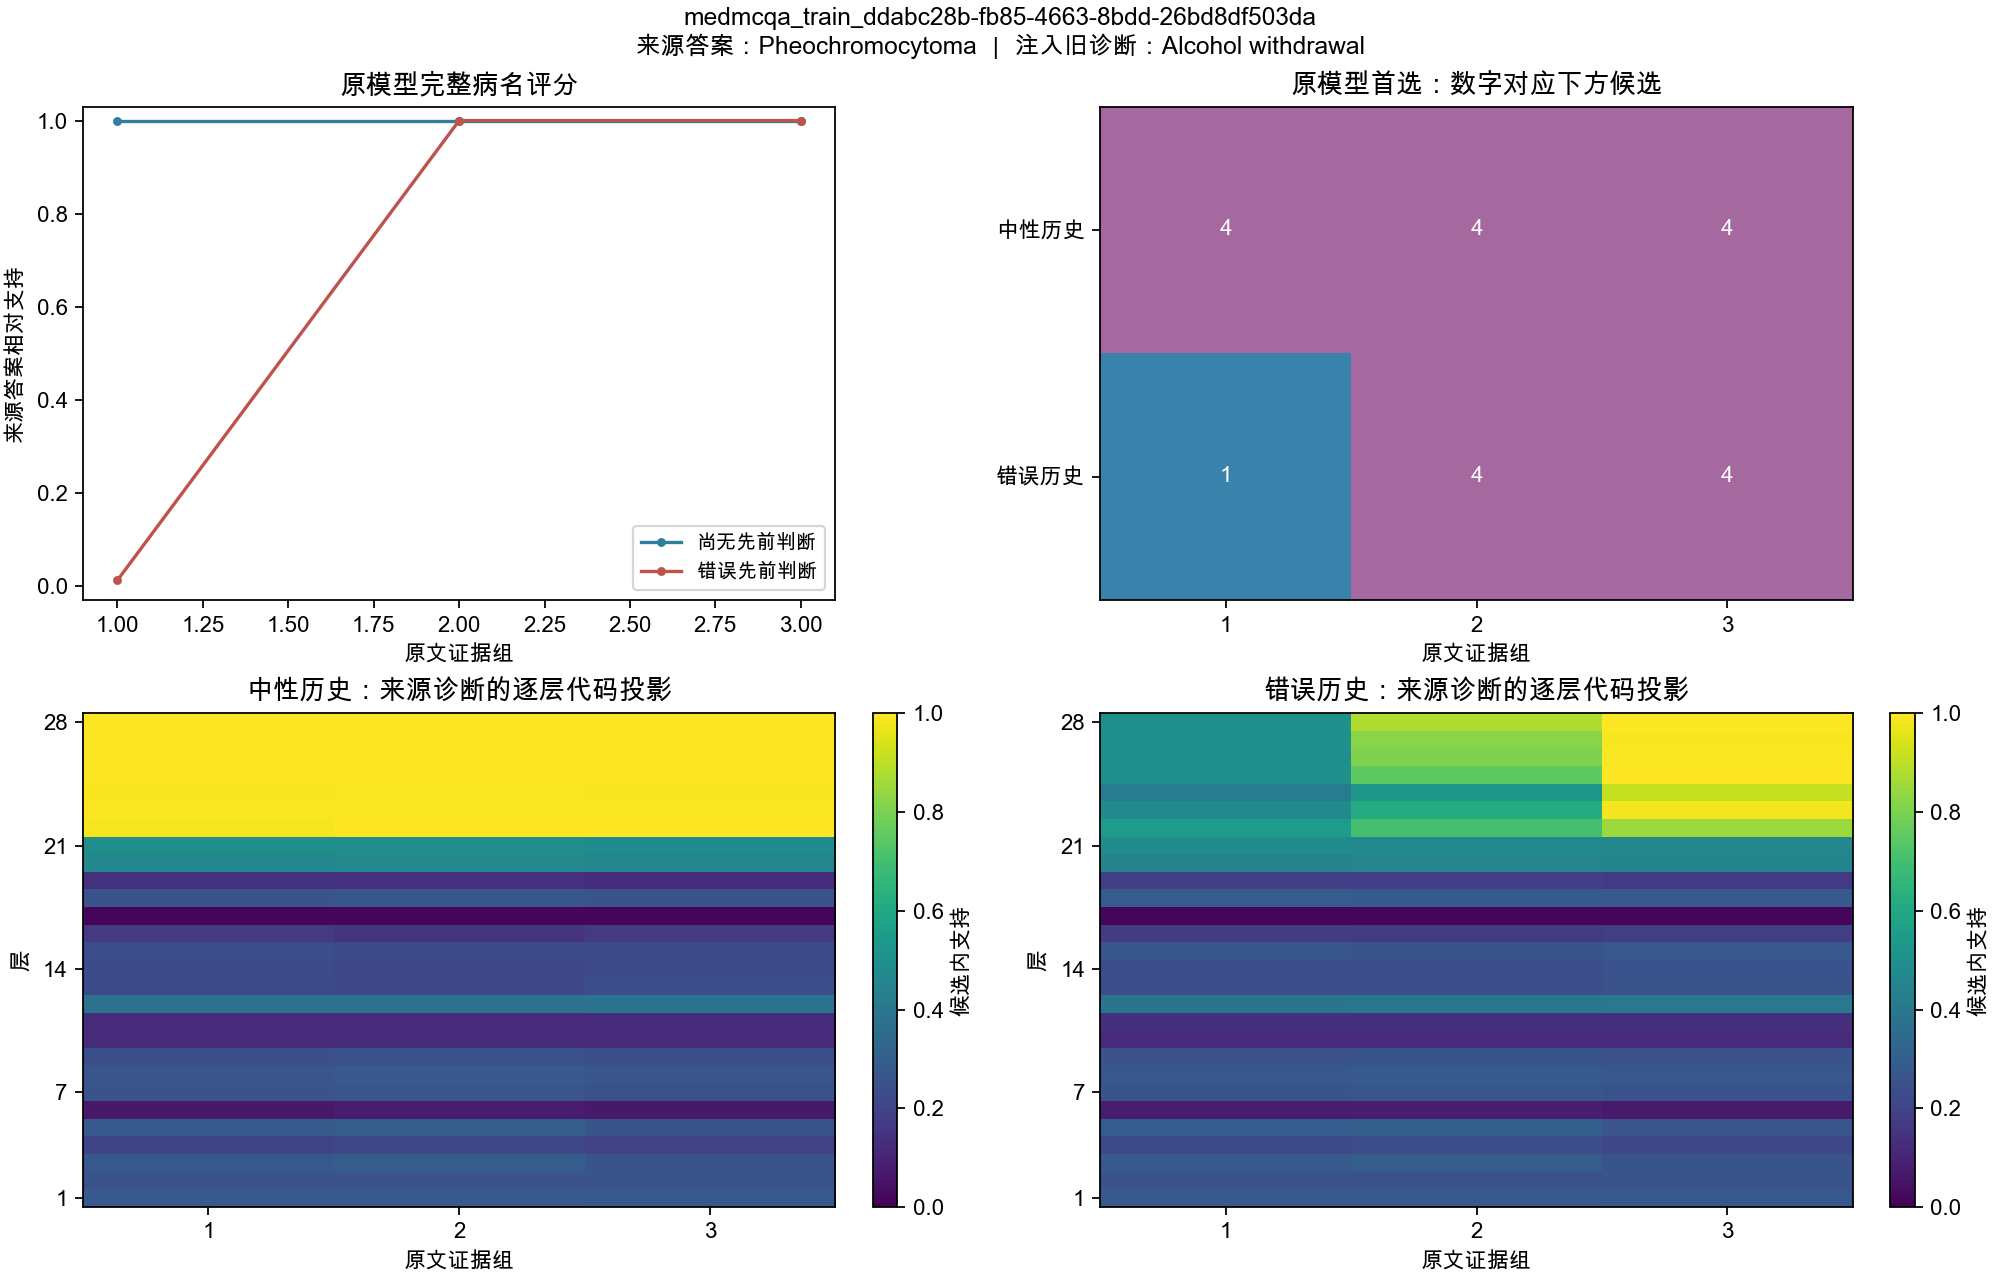 medmcqa_train_ddabc28b-fb85-4663-8bdd-26bd8df503da
来源答案：Pheochromocytoma | 注入旧诊断：Alcohol withdrawal
原模型完整病名评分
来源答案相对支持
1.0
0.8
0.6
0.4
0.2
0.0
尚无先前判断
错误先前判断
1.00 1.25 1.50 1.75 2.00 2.25 2.50 2.75 3.00
原文证据组
原模型首选：数字对应下方候选
中性历史
4 4 4
错误历史
1 4 4
1 2 3
原文证据组
中性历史：来源诊断的逐层代码投影
层
28
21
14
7
1
1 2 3
原文证据组
1.0
0.8
0.6
0.4
0.2
0.0
候选内支持
错误历史：来源诊断的逐层代码投影
层
28
21
14
7
1
1 2 3
原文证据组
1.0
0.8
0.6
0.4
0.2
0.0
候选内支持